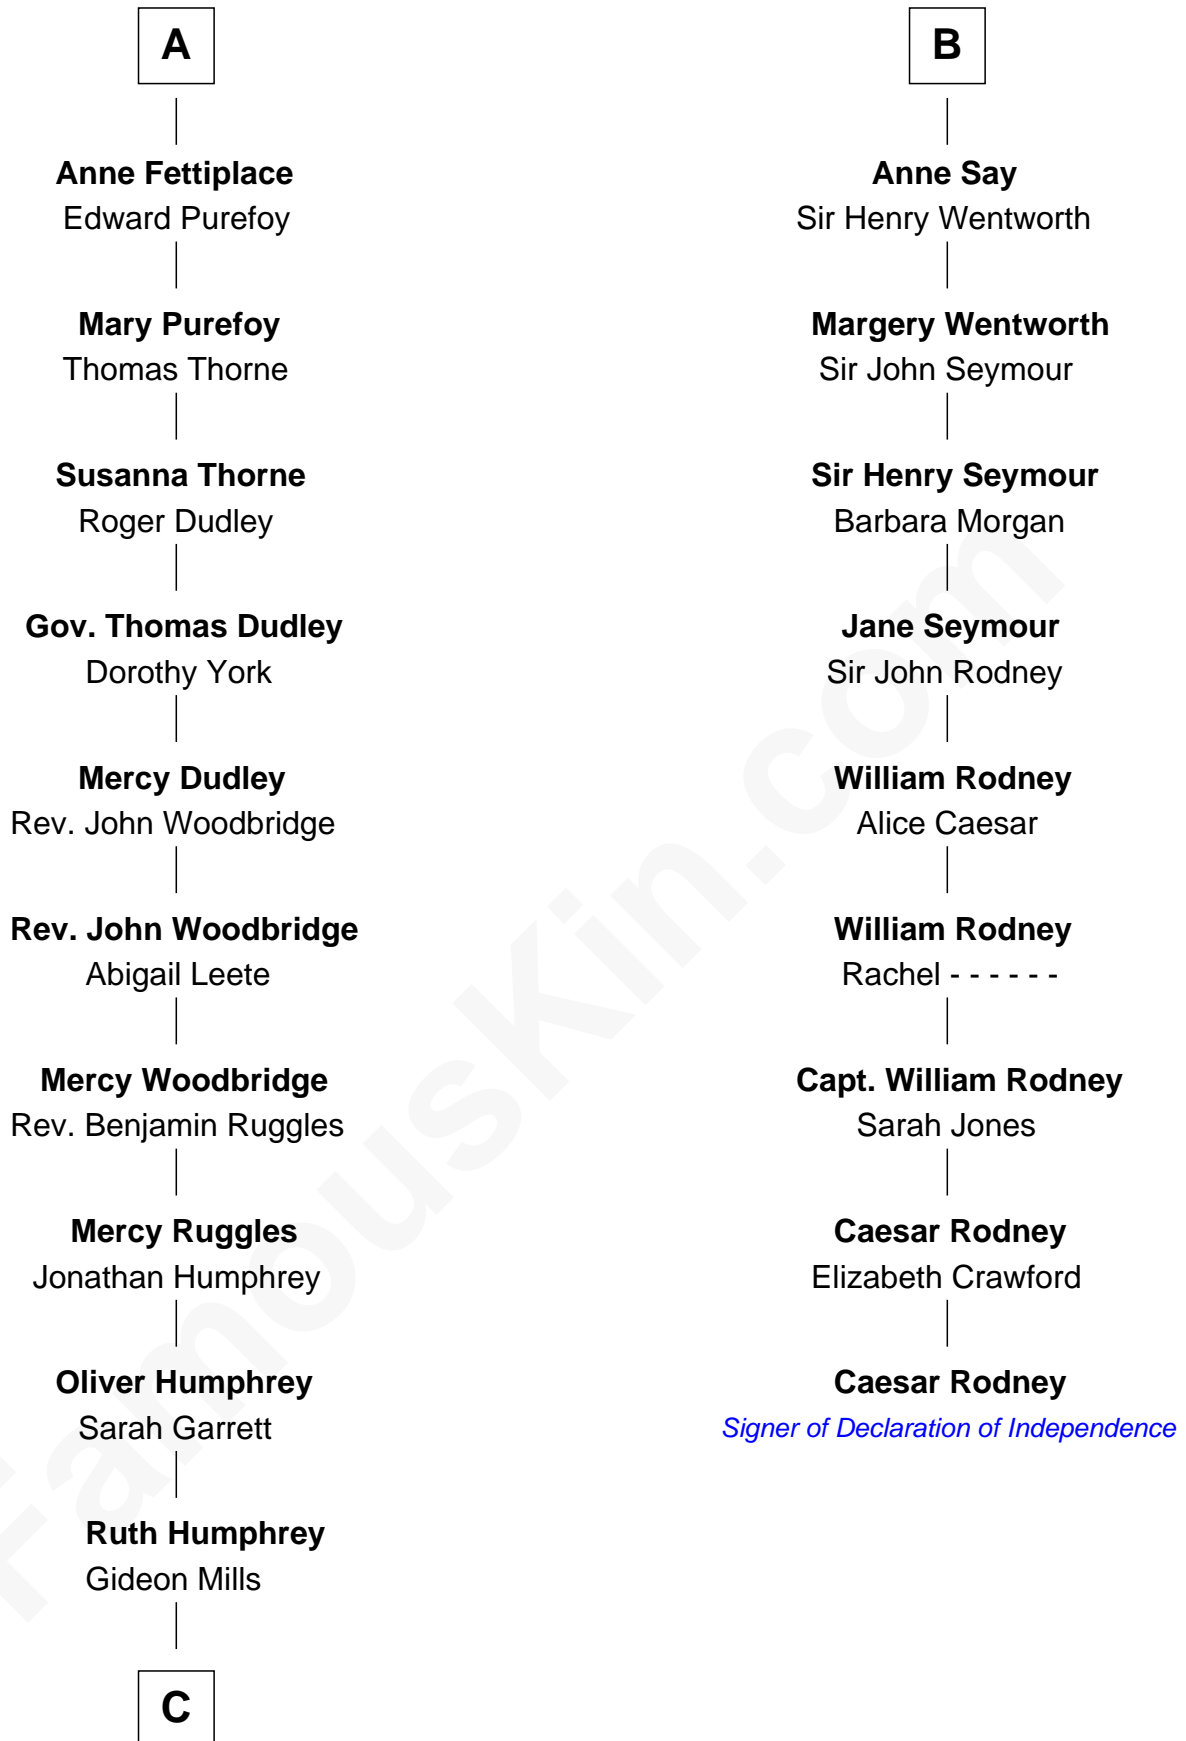 A
Anne Fettiplace
Edward Purefoy
Mary Purefoy
Thomas Thorne
Susanna Thorne
Roger Dudley
Gov. Thomas Dudley
Dorothy York
Mercy Dudley
Rev. John Woodbridge
Rev. John Woodbridge
Abigail Leete
Mercy Woodbridge
Rev. Benjamin Ruggles
Mercy Ruggles
Jonathan Humphrey
Oliver Humphrey
Sarah Garrett
Ruth Humphrey
Gideon Mills
C
B
Anne Say
Sir Henry Wentworth
Margery Wentworth
Sir John Seymour
Sir Henry Seymour
Barbara Morgan
Jane Seymour
Sir John Rodney
William Rodney
Alice Caesar
William Rodney
Rachel - - - - - -
Capt. William Rodney
Sarah Jones
Caesar Rodney
Elizabeth Crawford
Caesar Rodney
Signer of Declaration of Independence
FamousKin.com